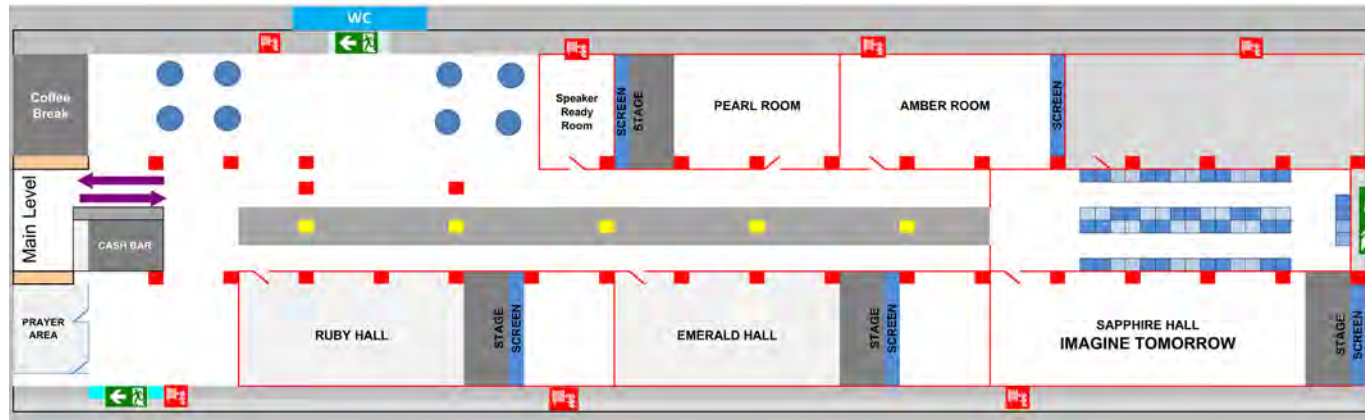 WC
Coffee
Break
Speaker
Ready
Room
SCREEN
STAGE
PEARL ROOM
AMBER ROOM
SCREEN
Main Level
CASH BAR
PRAYER
AREA
RUBY HALL
STAGE
SCREEN
EMERALD HALL
STAGE
SCREEN
SAPPHIRE HALL
IMAGINE TOMORROW
STAGE
SCREEN